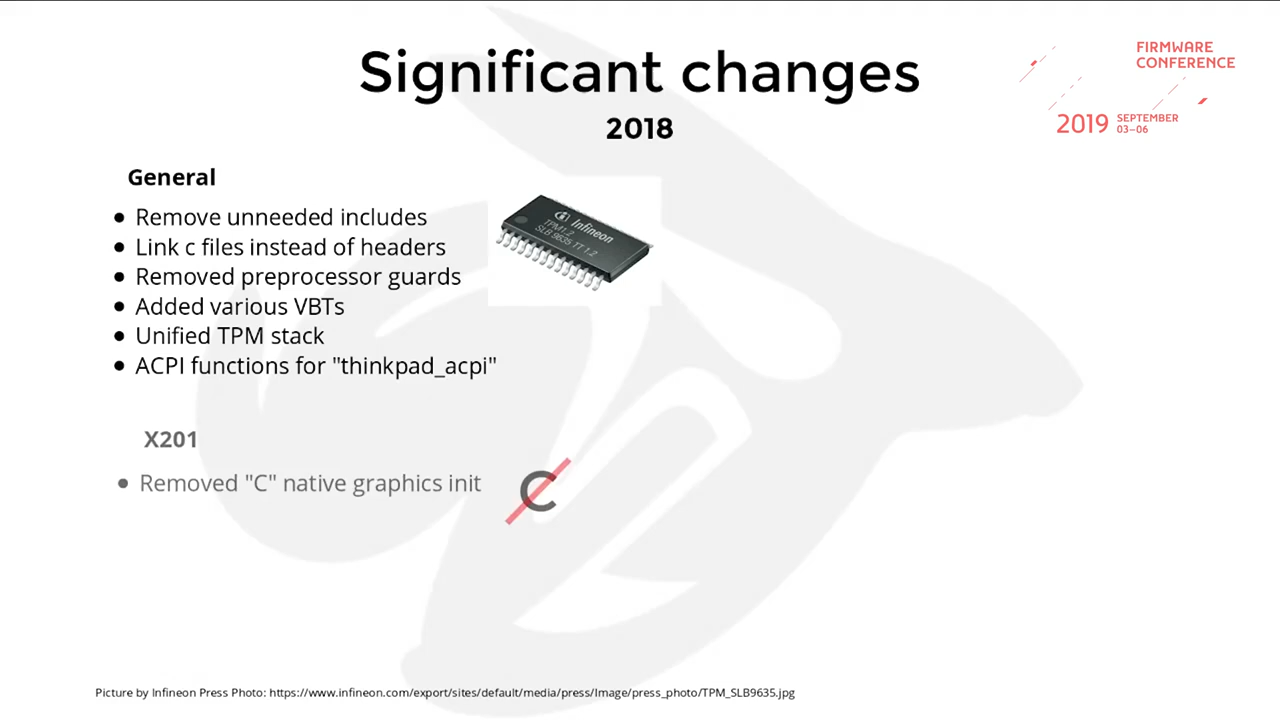 Significant changes
2018
FIRMWARE
CONFERENCE
2019 SEPTEMBER
03–06
General
Remove unneeded includes
Link c files instead of headers
Removed preprocessor guards
Added various VBTs
Unified TPM stack
ACPI functions for "thinkpad_acpi"
Infineon
TPM1.2
SLB 9635 TT 1.2
X201
Removed "C" native graphics init
C
Picture by Infineon Press Photo: https://www.infineon.com/export/sites/default/media/press/Image/press_photo/TPM_SLB9635.jpg